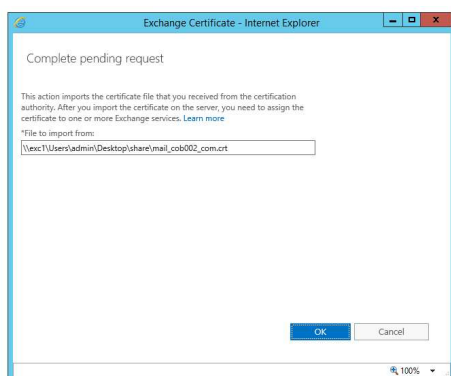 Exchange Certificate - Internet Explorer
Complete pending request
This action imports the certificate file that you received from the certification
authority. After you import the certificate on the server, you need to assign the
certificate to one or more Exchange services. Learn more
*File to import from:
\\exc1\Users\admin\Desktop\share\mail_cob002_com.crt
OK Cancel
100%